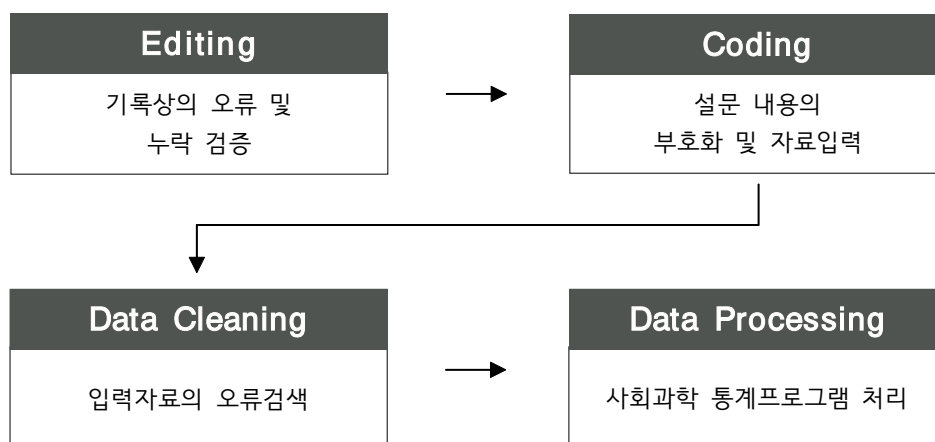 Editing
기록상의 오류 및
누락 검증
Coding
설문 내용의
부호화 및 자료입력
Data Cleaning
입력자료의 오류검색
Data Processing
사회과학 통계프로그램 처리